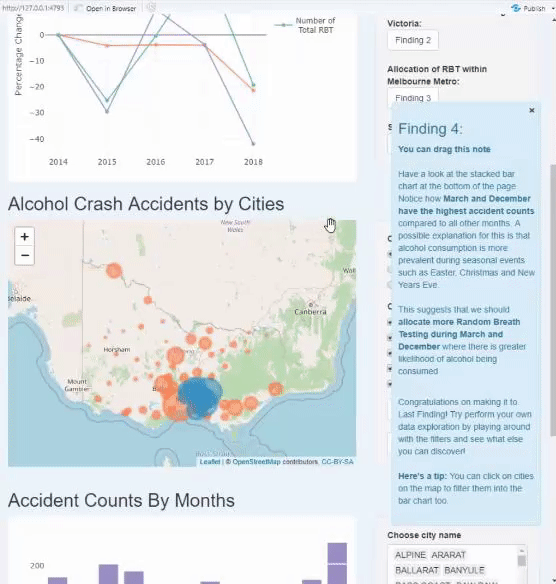 http://127.0.0.1:4793
Open in Browser
Publish
Percentage Chang
0
−10
−20
−30
−40
2014
2015
2016
2017
2018
Number of
Total RBT
Victoria:
Finding 2
Allocation of RBT within
Melbourne Metro:
Finding 3
Finding 4:
You can drag this note
Have a look at the stacked bar
chart at the bottom of the page
Notice how March and December
have the highest accident counts
compared to all other months. A
possible explanation for this is that
alcohol consumption is more
prevalent during seasonal events
such as Easter, Christmas and New
Years Eve.
This suggests that we should
allocate more Random Breath
Testing during March and
December where there is greater
likelihood of alcohol being
consumed
Congratulations on making it to
Last Finding! Try perform your own
data exploration by playing around
with the filters and see what else
you can discover!
Here's a tip: You can click on cities
on the map to filter them into the
bar chart too.
Alcohol Crash Accidents by Cities
+
−
New South
Wales
elaide
Canberra
Horsham
Mount
Gambier
Leaflet | © OpenStreetMap contributors, CC-BY-SA
Accident Counts By Months
200
Choose city name
ALPINE ARARAT
BALLARAT BANYULE